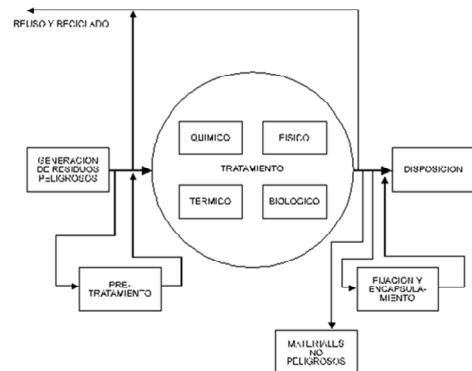 REUSO Y RECICLADO
QUIMICO
FISICO
GENERACION
DE RESIDUOS
PELIGROSOS
TRATAMIENTO
DISPOSICION
TERMICO
BIOLOGICO
PRE-
TRATAMIENTO
FIJACION Y
ENCAPSULA-
MIENTO
MATERIALES
NO
PELIGROSOS